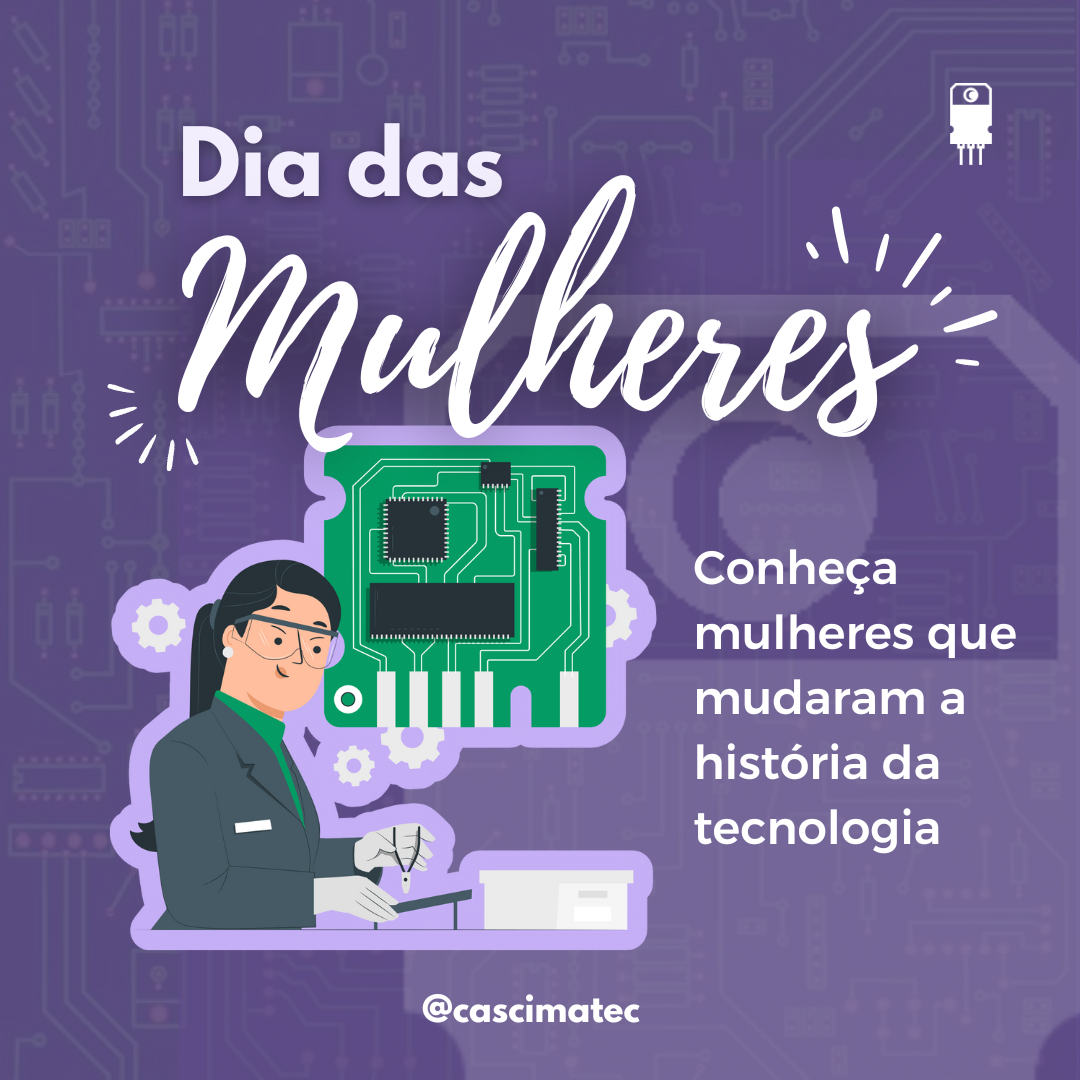 Dia das
Mulheres
Conheça
mulheres que
mudaram a
história da
tecnologia
@cascimatec